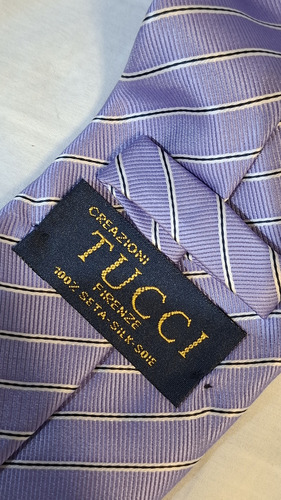 CREAZIONI
TUCCI
FIRENZE
100% SETA-SILK-SOIE